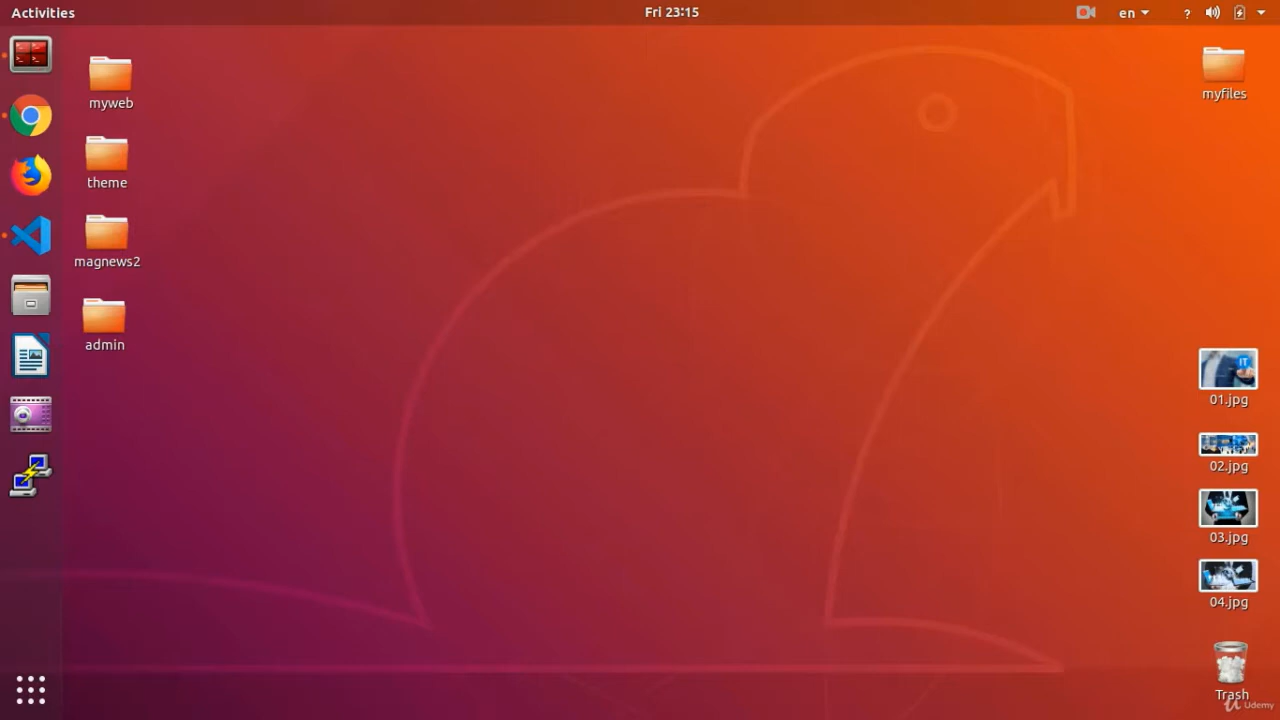 Activities
Fri 23:15
en
?
myweb
theme
magnews2
admin
myfiles
IT
01.jpg
02.jpg
03.jpg
04.jpg
Trash
Udemy